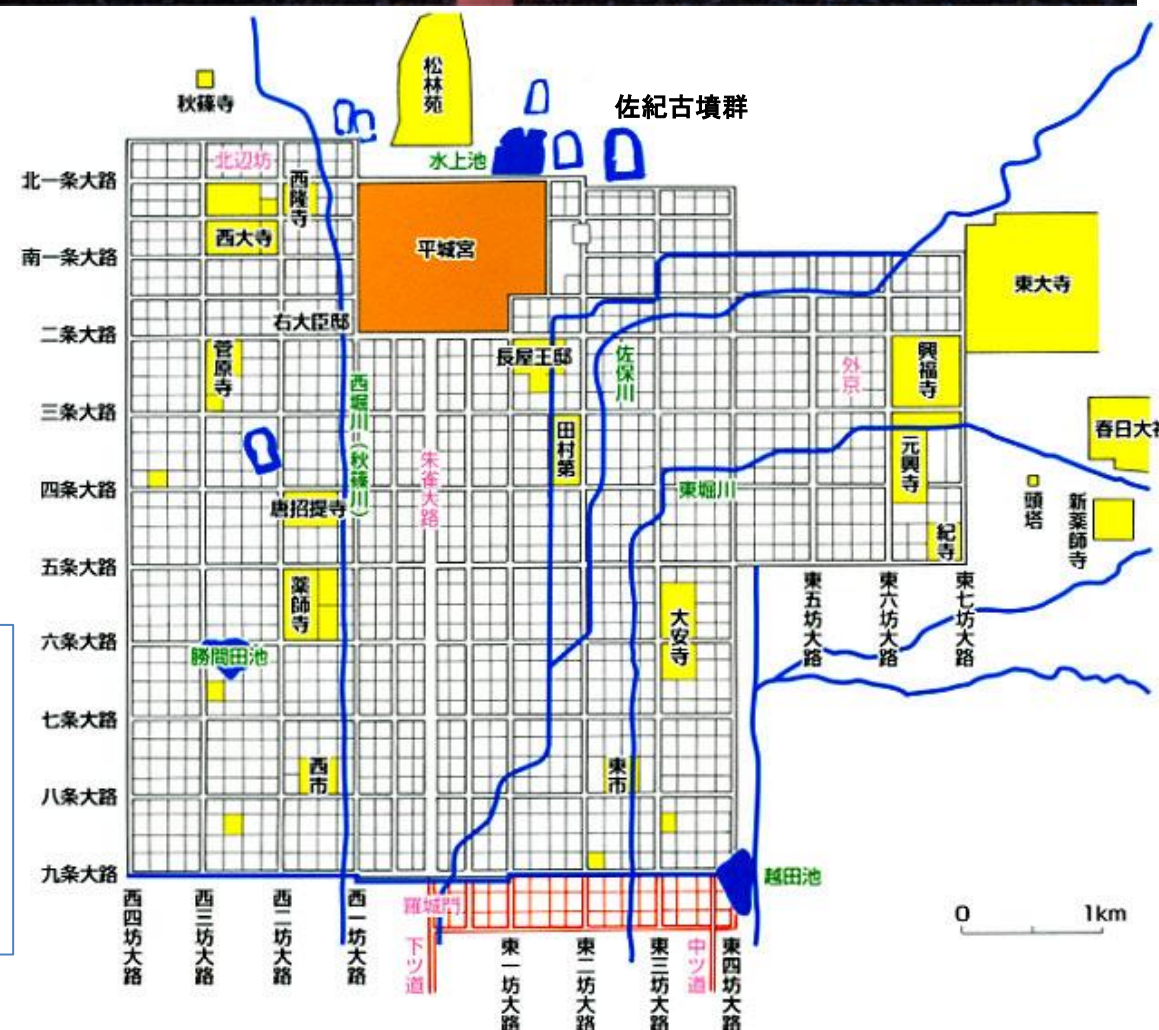 佐紀古墳群
秋篠寺
松林苑
水上池
北辺坊
西隆寺
西大寺
平城宮
右大臣邸
菅原寺
西堀川=(秋篠川)
朱雀大路
長屋王邸
佐保川
田村第
外京
興福寺
元興寺
紀寺
東大寺
春日大
頭塔
新薬師寺
東堀川
唐招提寺
薬師寺
勝間田池
大安寺
西市
東市
越田池
羅城門
下ツ道
中ツ道
北一条大路
南一条大路
二条大路
三条大路
四条大路
五条大路
六条大路
七条大路
八条大路
九条大路
西四坊大路
西三坊大路
西二坊大路
西一坊大路
東一坊大路
東二坊大路
東三坊大路
東四坊大路
東五坊大路
東六坊大路
東七坊大路
0 1km